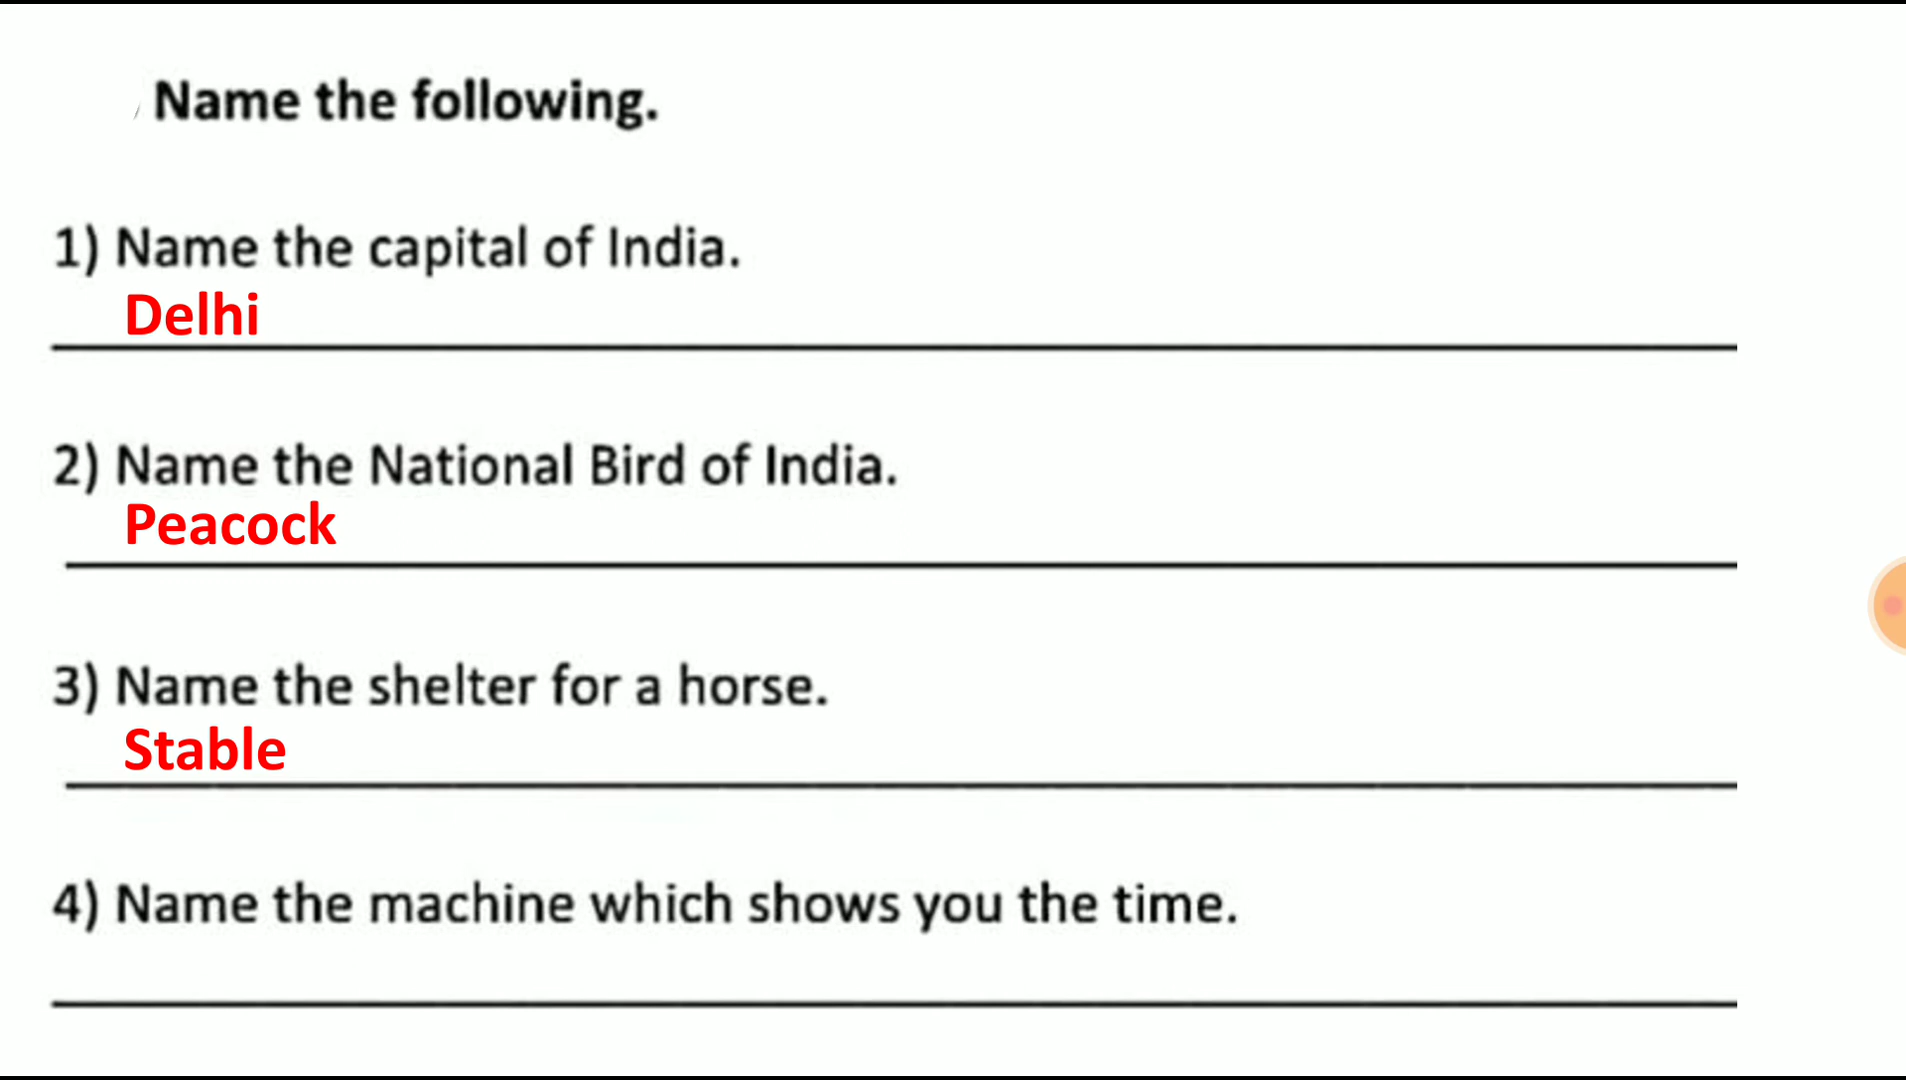 Name the following.
1) Name the capital of India.
Delhi
2) Name the National Bird of India.
Peacock
3) Name the shelter for a horse.
Stable
4) Name the machine which shows you the time.